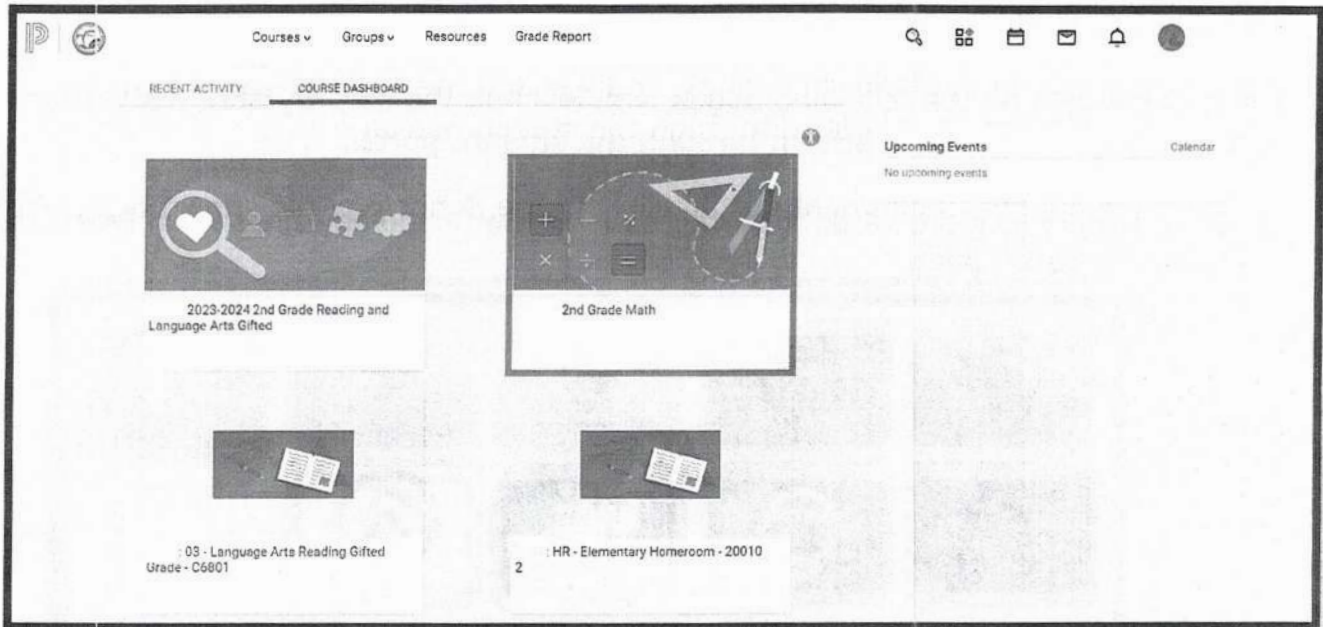 Courses Groups Resources Grade Report
RECENT ACTIVITY COURSE DASHBOARD
Upcoming Events Calendar
No upcoming events
2023-2024 2nd Grade Reading and
Language Arts Gifted
2nd Grade Math
: 03 - Language Arts Reading Gifted
Grade - C6801
: HR - Elementary Homeroom - 20010
2